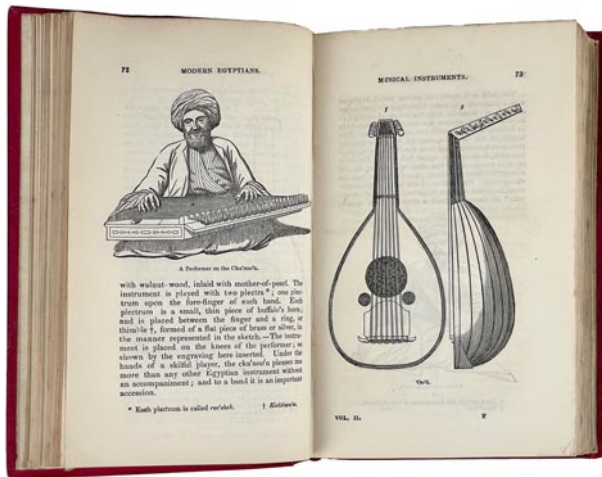 72 MODERN EGYPTIANS.
A Performer on the Cka'noo'n.
with walnut-wood, inlaid with mother-of-pearl. The
instrument is played with two plectra*; one plec-
trum upon the fore-finger of each hand. Each
plectrum is a small, thin piece of buffalo's horn;
and is placed between the finger and a ring, or
thimble †, formed of a flat piece of brass or silver, in
the manner represented in the sketch.—The instru-
ment is placed on the knees of the performer; as
shown by the engraving here inserted. Under the
hands of a skilful player, the cka'noo'n pleases me
more than any other Egyptian instrument without
an accompaniment; and to a band it is an important
accession.
* Each plectrum is called
MUSICAL INSTRUMENTS. 73
1 2
VOL. II. F